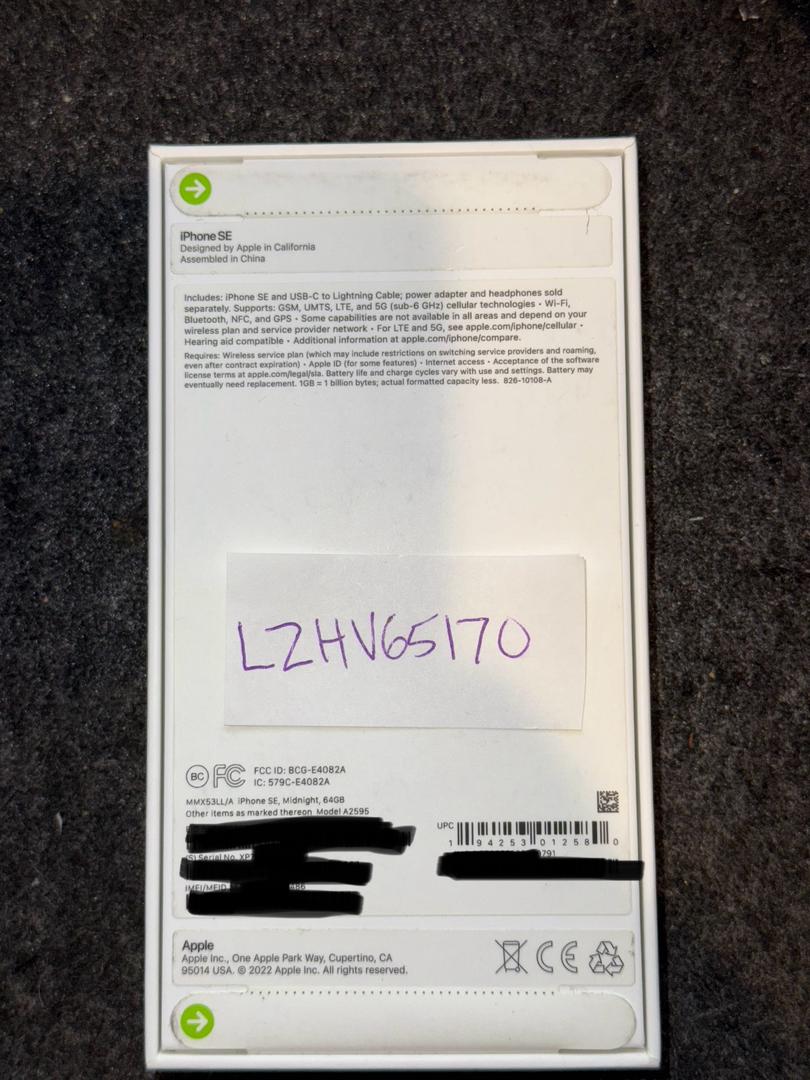 iPhone SE
Designed by Apple in California
Assembled in China
Includes: iPhone SE and USB-C to Lightning Cable; power adapter and headphones sold
separately. Supports: GSM, UMTS, LTE, and 5G (sub-6 GHz) cellular technologies • Wi-Fi,
Bluetooth, NFC, and GPS • Some capabilities are not available in all areas and depend on your
wireless plan and service provider network • For LTE and 5G, see apple.com/iphone/cellular •
Hearing aid compatible • Additional information at apple.com/iphone/compare.
Requires: Wireless service plan (which may include restrictions on switching service providers and roaming,
even after contract expiration) • Apple ID (for some features) • Internet access • Acceptance of the software
license terms at apple.com/legal/sla. Battery life and charge cycles vary with use and settings. Battery may
eventually need replacement. 1GB = 1 billion bytes; actual formatted capacity less. 826-10108-A
LZHV65170
BC FC FCC ID: BCG-E4082A
IC: 579C-E4082A
MMX53LL/A iPhone SE, Midnight, 64GB
Other items as marked thereon Model A2595
UPC
1 94253 01258 0
(S) Serial No.
IMEI/MEID
Apple
Apple Inc., One Apple Park Way, Cupertino, CA
95014 USA. © 2022 Apple Inc. All rights reserved.
CE